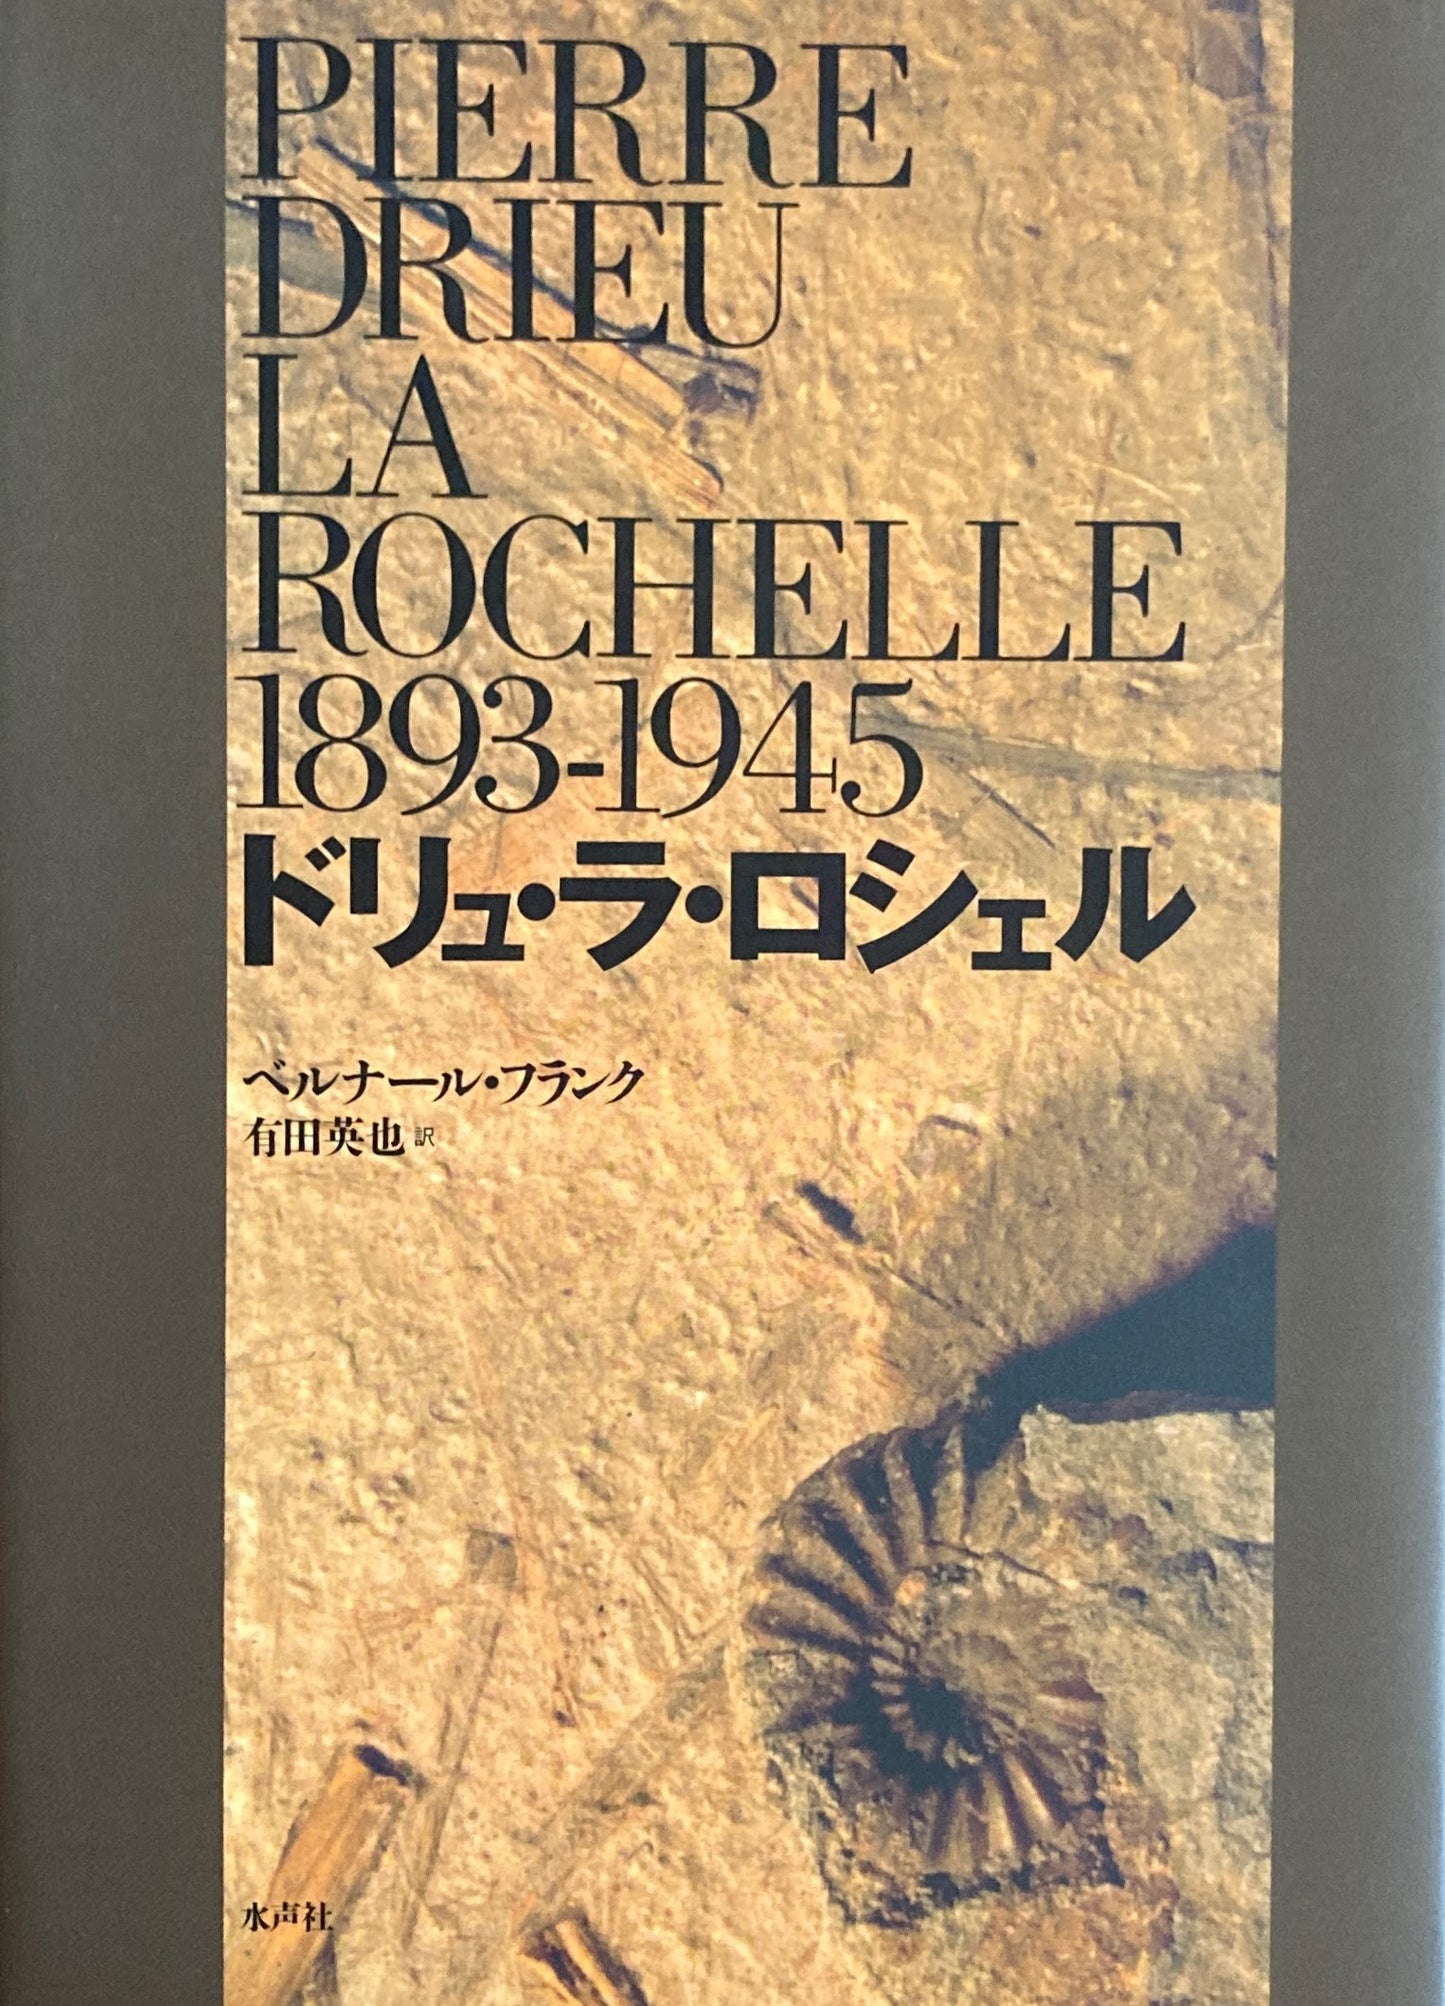 PIERRE
DRIEU
LA
ROCHELLE
1893-1945
ドリュ・ラ・ロシェル
ベルナール・フランク
有田英也 訳
水声社